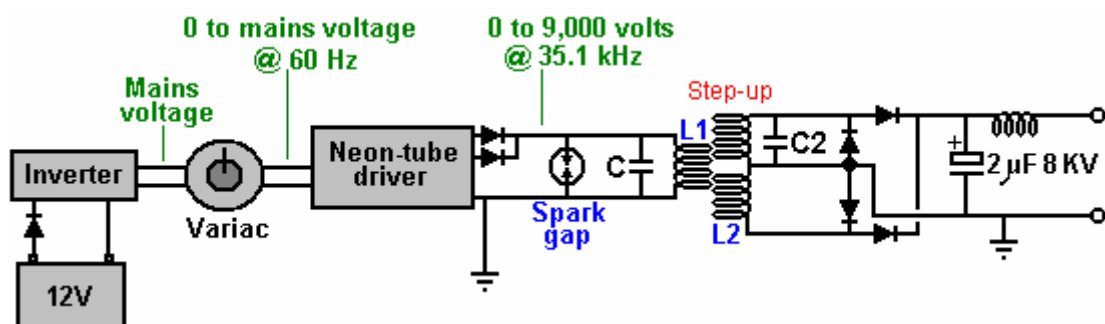 0 to mains voltage
@ 60 Hz
0 to 9,000 volts
@ 35.1 kHz
Mains
voltage
Step-up
L1
Inverter
Neon-tube
driver
C
C2
+
2 µF 8 KV
Variac
Spark
gap
L2
12V